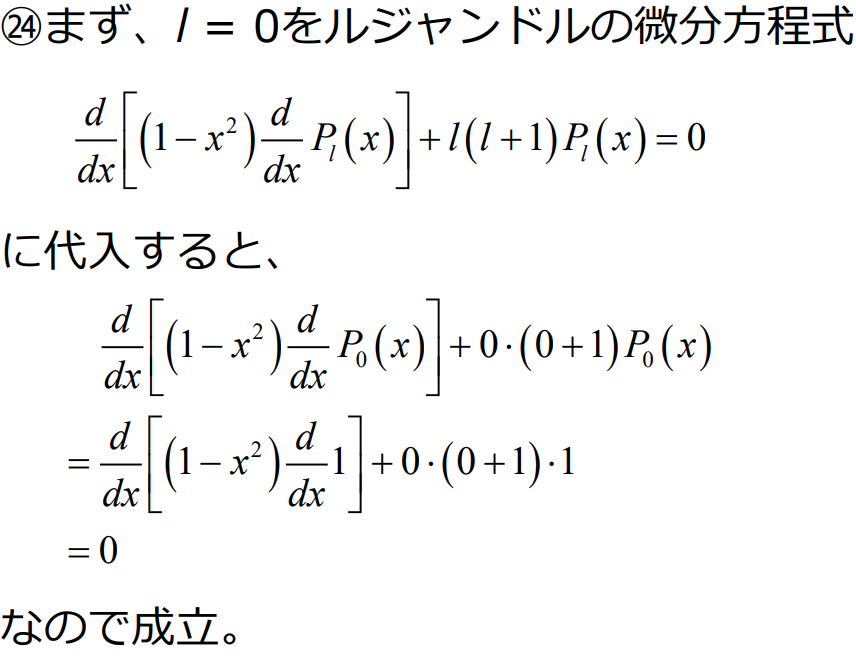 ㉔まず、l = 0をルジャンドルの微分方程式
d/dx[(1−x²)d/dx P_l(x)]+l(l+1)P_l(x)=0
に代入すると、
d/dx[(1−x²)d/dx P₀(x)]+0·(0+1)P₀(x)
=d/dx[(1−x²)d/dx 1]+0·(0+1)·1
=0
なので成立。